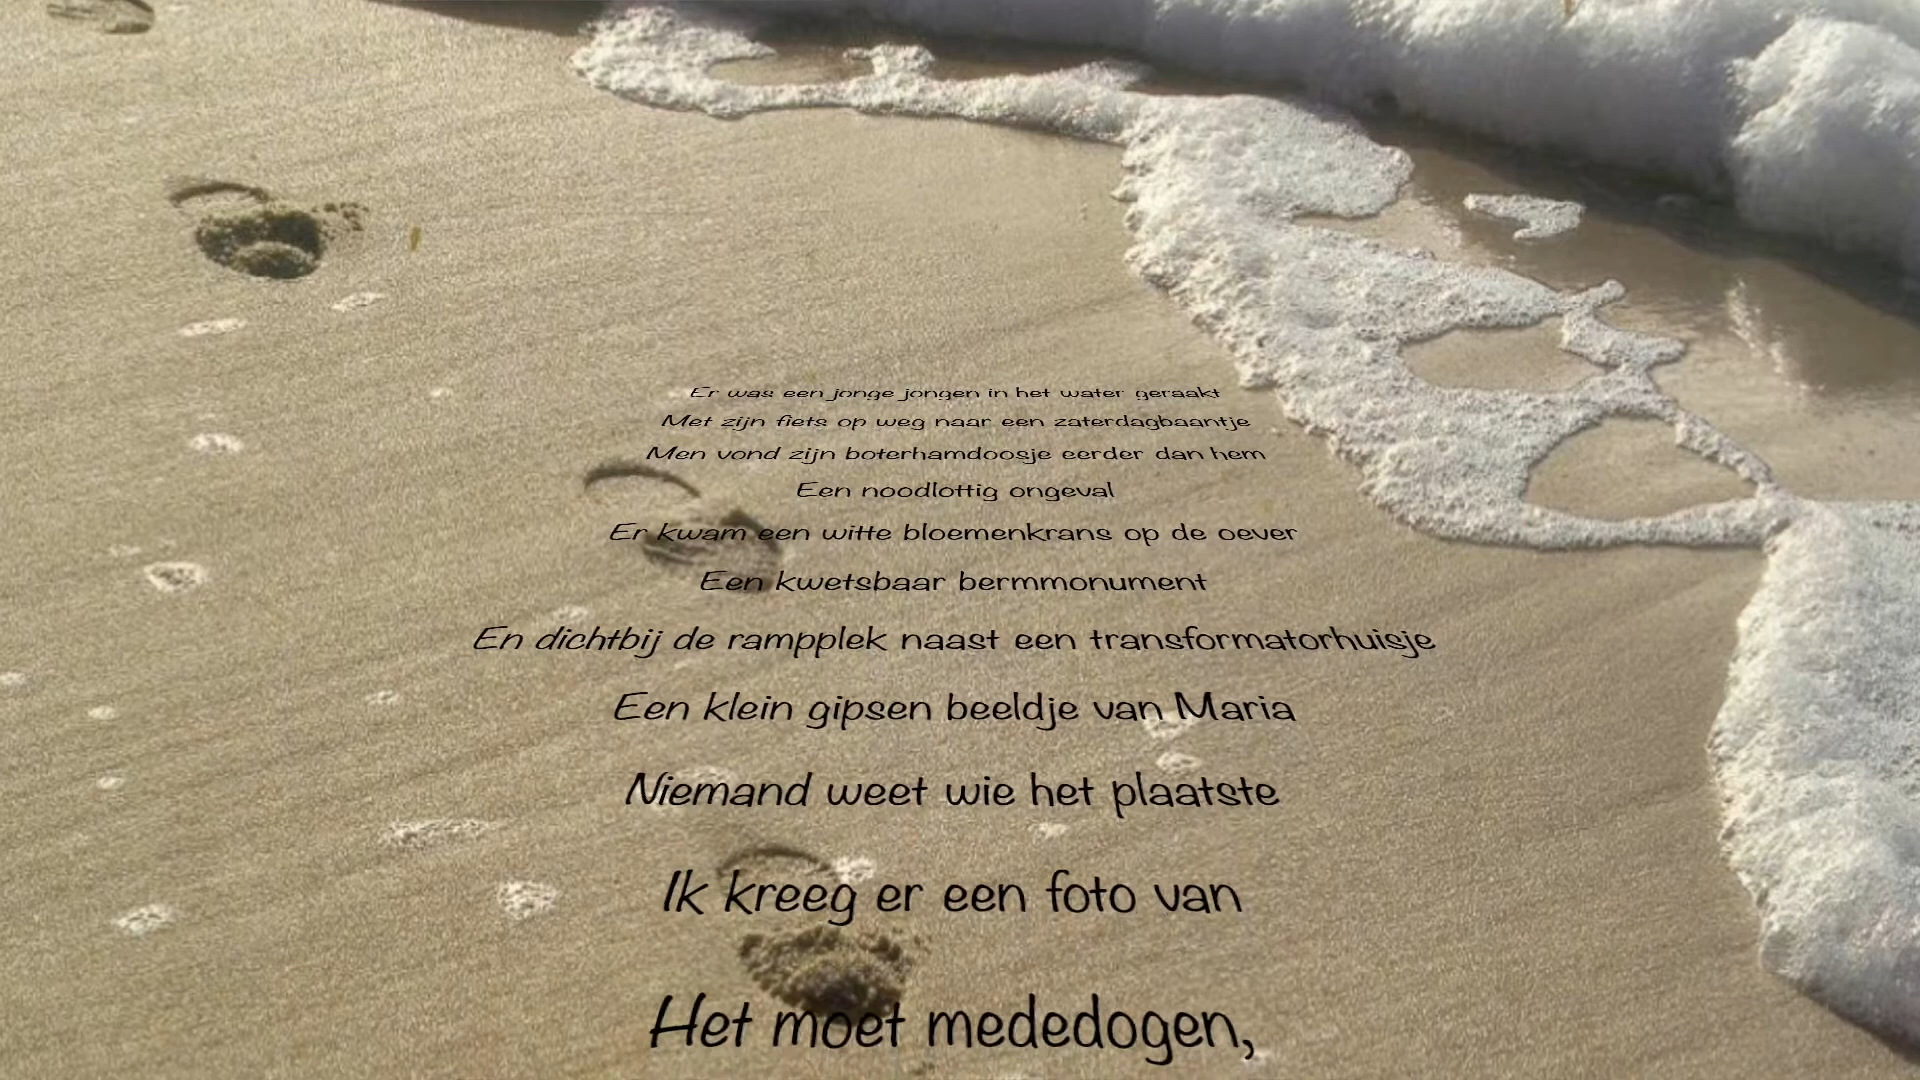 Er was een jonge jongen in het water geraakt
Met zijn fiets op weg naar een zaterdagbaantje
Men vond zijn boterhamdoosje eerder dan hem
Een noodlottig ongeval
Er kwam een witte bloemenkrans op de oever
Een kwetsbaar bermmonument
En dichtbij de rampplek naast een transformatorhuisje
Een klein gipsen beeldje van Maria
Niemand weet wie het plaatste
Ik kreeg er een foto van
Het moet mededogen,